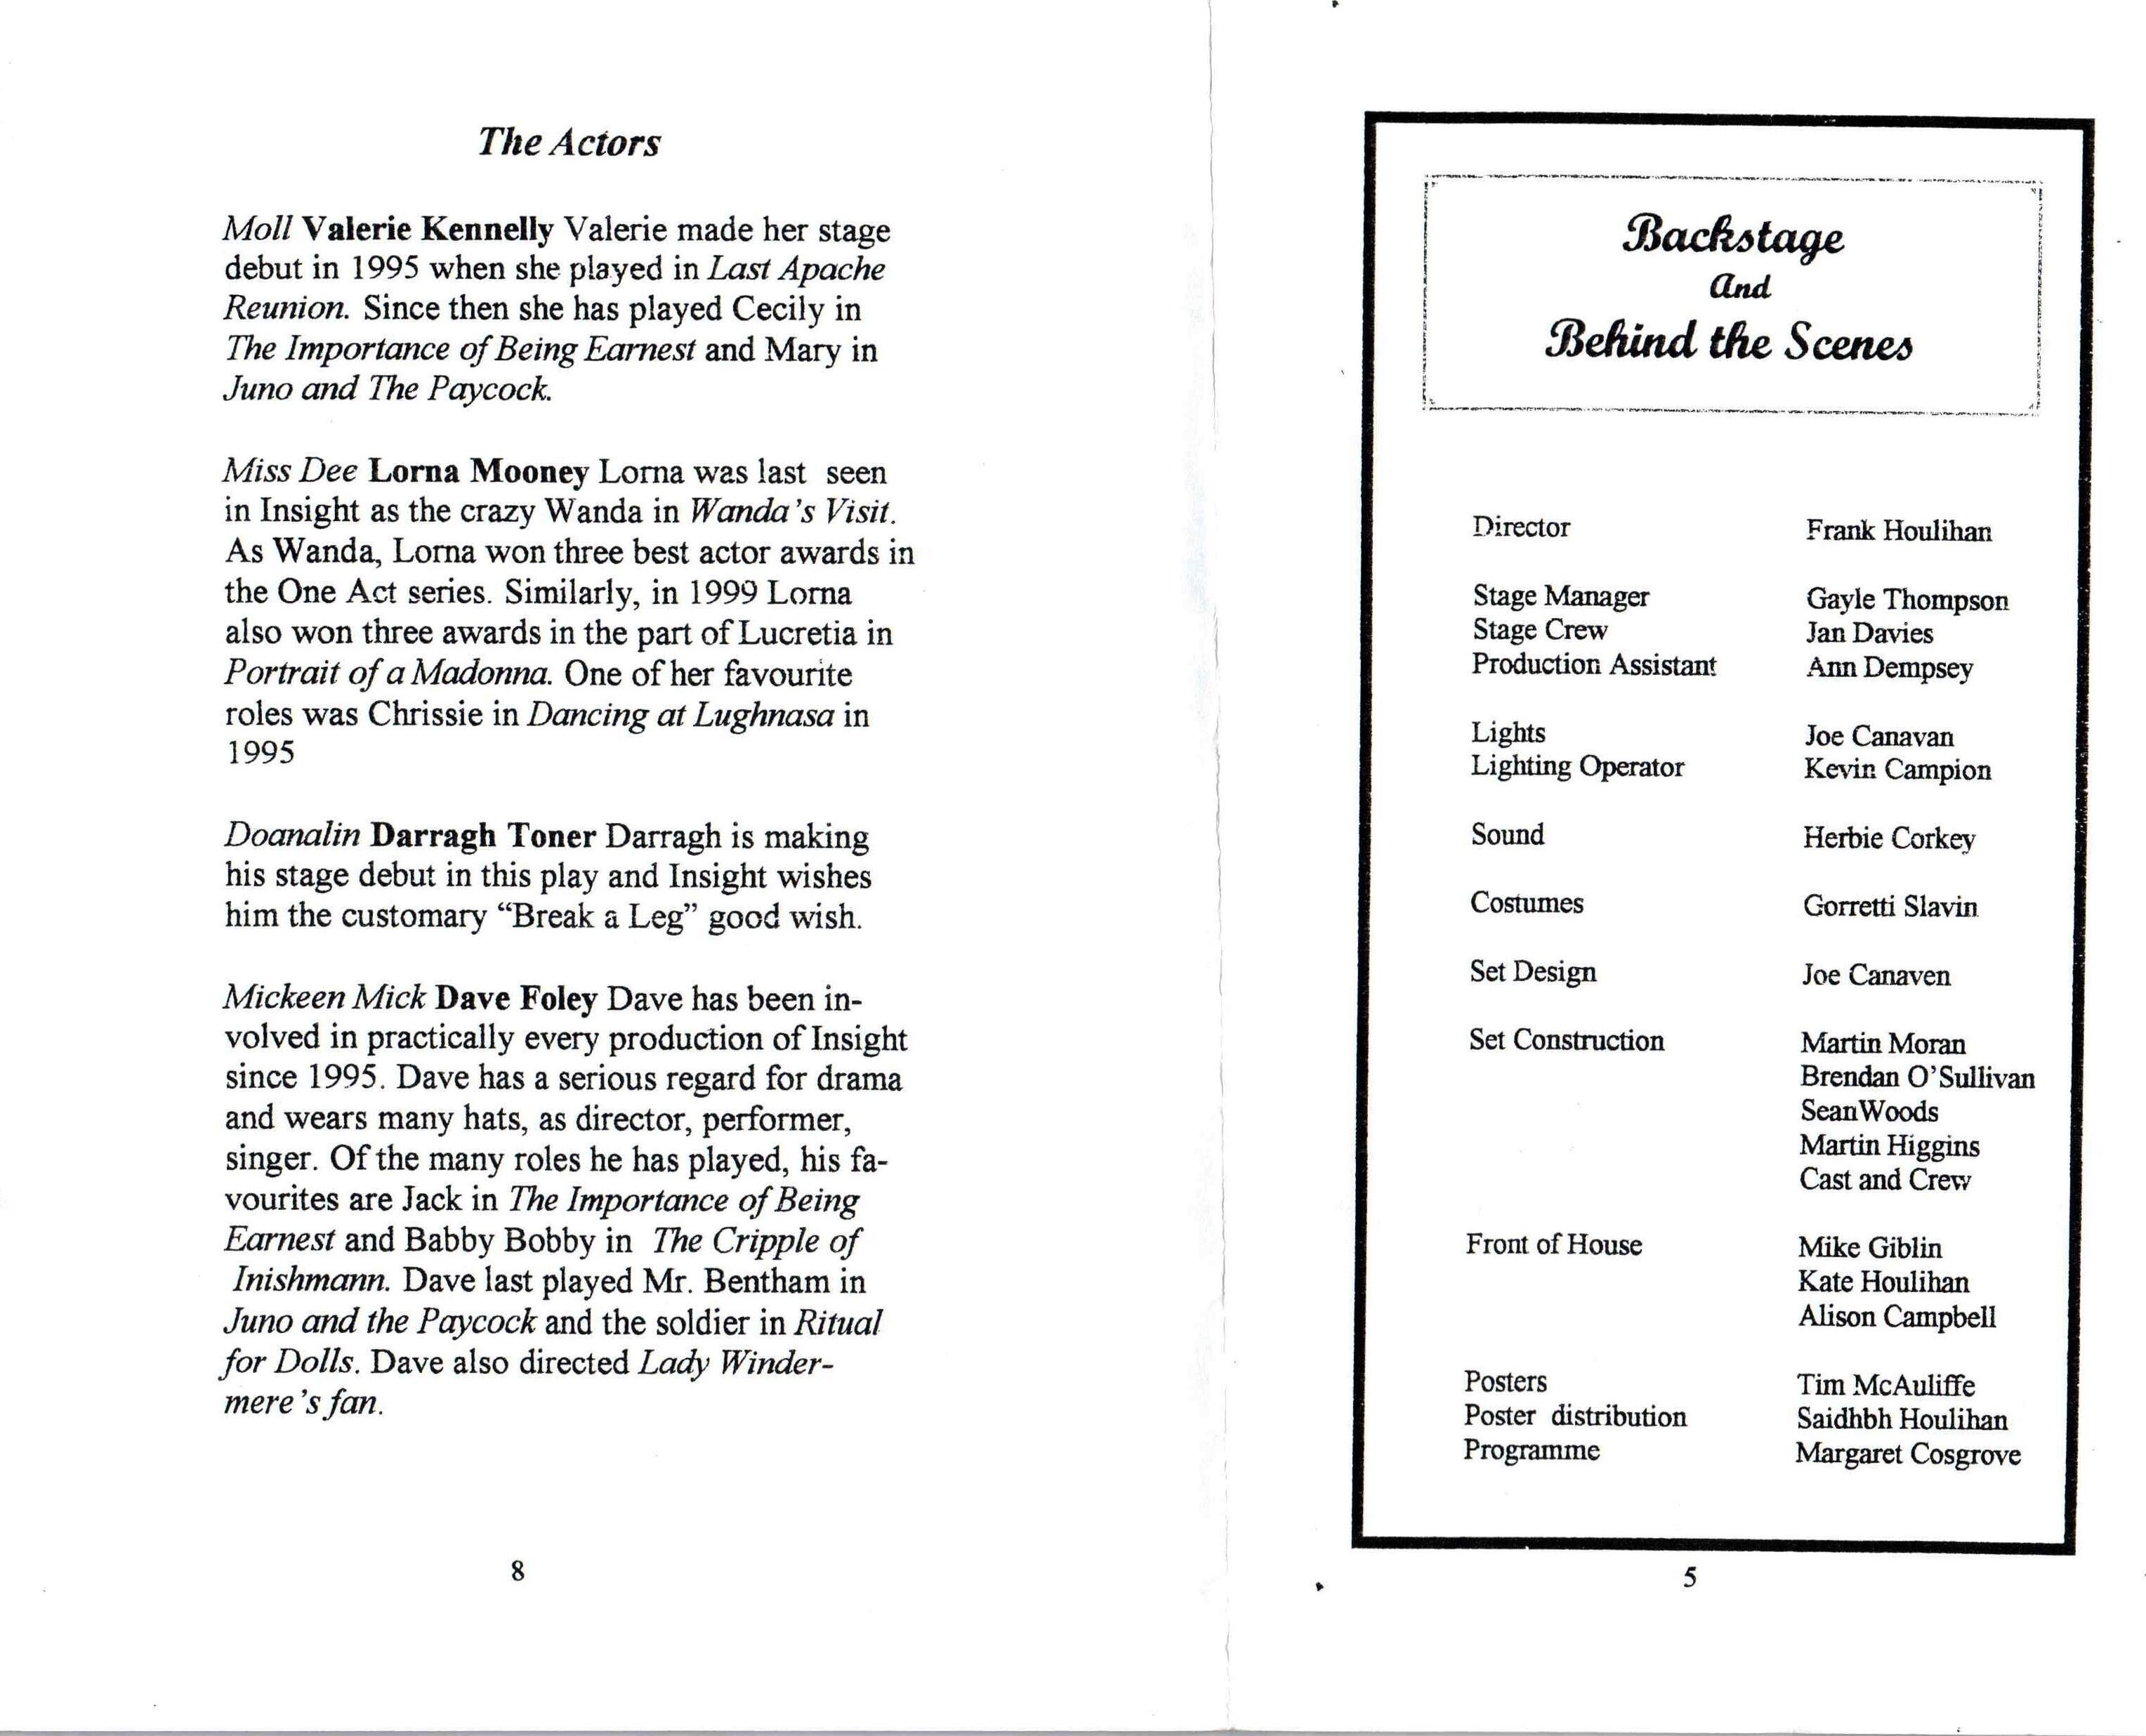 The Actors
Moll Valerie Kennelly Valerie made her stage
debut in 1995 when she played in Last Apache
Reunion. Since then she has played Cecily in
The Importance of Being Earnest and Mary in
Juno and The Paycock.
Miss Dee Lorna Mooney Lorna was last seen
in Insight as the crazy Wanda in Wanda's Visit.
As Wanda, Lorna won three best actor awards in
the One Act series. Similarly, in 1999 Lorna
also won three awards in the part of Lucretia in
Portrait of a Madonna. One of her favourite
roles was Chrissie in Dancing at Lughnasa in
1995
Doanalin Darragh Toner Darragh is making
his stage debut in this play and Insight wishes
him the customary “Break a Leg” good wish.
Mickeen Mick Dave Foley Dave has been in-
volved in practically every production of Insight
since 1995. Dave has a serious regard for drama
and wears many hats, as director, performer,
singer. Of the many roles he has played, his fa-
vourites are Jack in The Importance of Being
Earnest and Babby Bobby in The Cripple of
Inishmann. Dave last played Mr. Bentham in
Juno and the Paycock and the soldier in Ritual
for Dolls. Dave also directed Lady Winder-
mere's fan.
8
Backstage
And
Behind the Scenes
Director Frank Houlihan
Stage Manager Gayle Thompson
Stage Crew Jan Davies
Production Assistant Ann Dempsey
Lights Joe Canavan
Lighting Operator Kevin Campion
Sound Herbie Corkey
Costumes Gorretti Slavin
Set Design Joe Canaven
Set Construction Martin Moran
Brendan O'Sullivan
SeanWoods
Martin Higgins
Cast and Crew
Front of House Mike Giblin
Kate Houlihan
Alison Campbell
Posters Tim McAuliffe
Poster distribution Saidhbh Houlihan
Programme Margaret Cosgrove
5